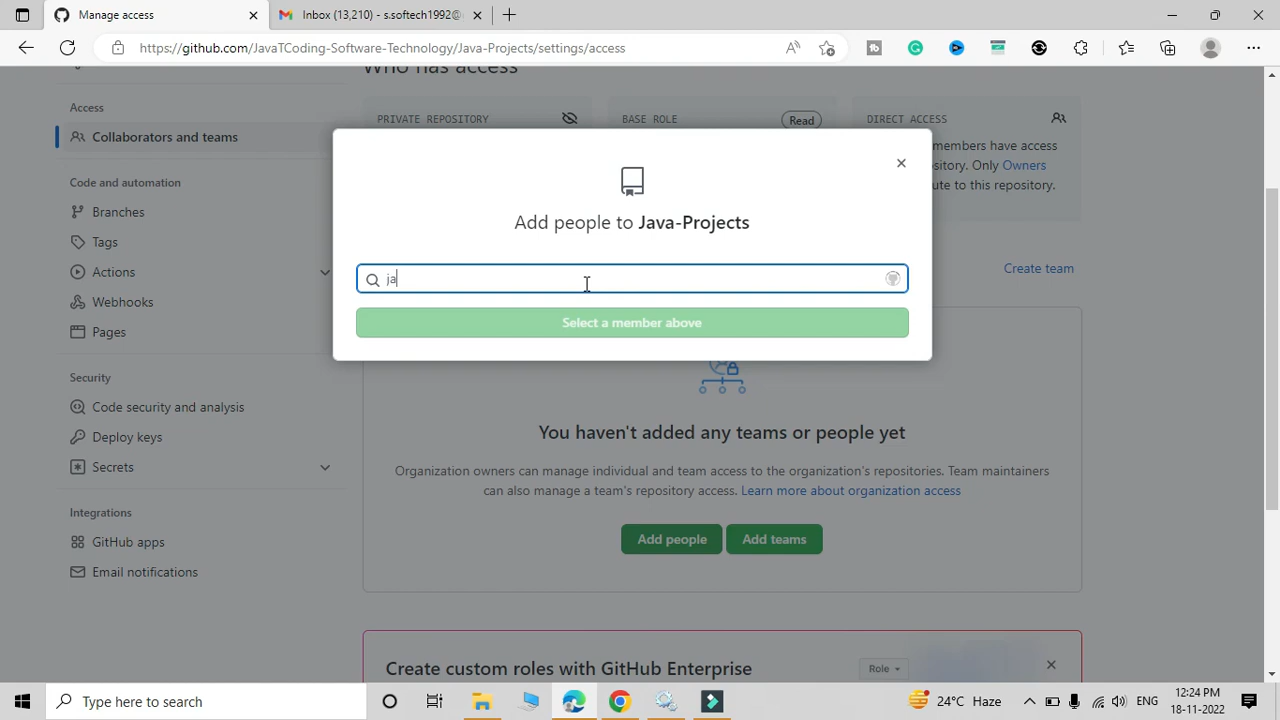 Manage access
Inbox (13,210) - s.softech1992@
https://github.com/JavaTCoding-Software-Technology/Java-Projects/settings/access
Who has access
Access
Collaborators and teams
Code and automation
Branches
Tags
Actions
Webhooks
Pages
Security
Code security and analysis
Deploy keys
Secrets
Integrations
GitHub apps
Email notifications
PRIVATE REPOSITORY
BASE ROLE
Read
DIRECT ACCESS
members have access
Only Owners
to this repository.
Add people to Java-Projects
ja
Select a member above
Create team
You haven't added any teams or people yet
Organization owners can manage individual and team access to the organization's repositories. Team maintainers
can also manage a team's repository access. Learn more about organization access
Add people
Add teams
Create custom roles with GitHub Enterprise
Role
Type here to search
24°C Haze
ENG
12:24 PM
18-11-2022